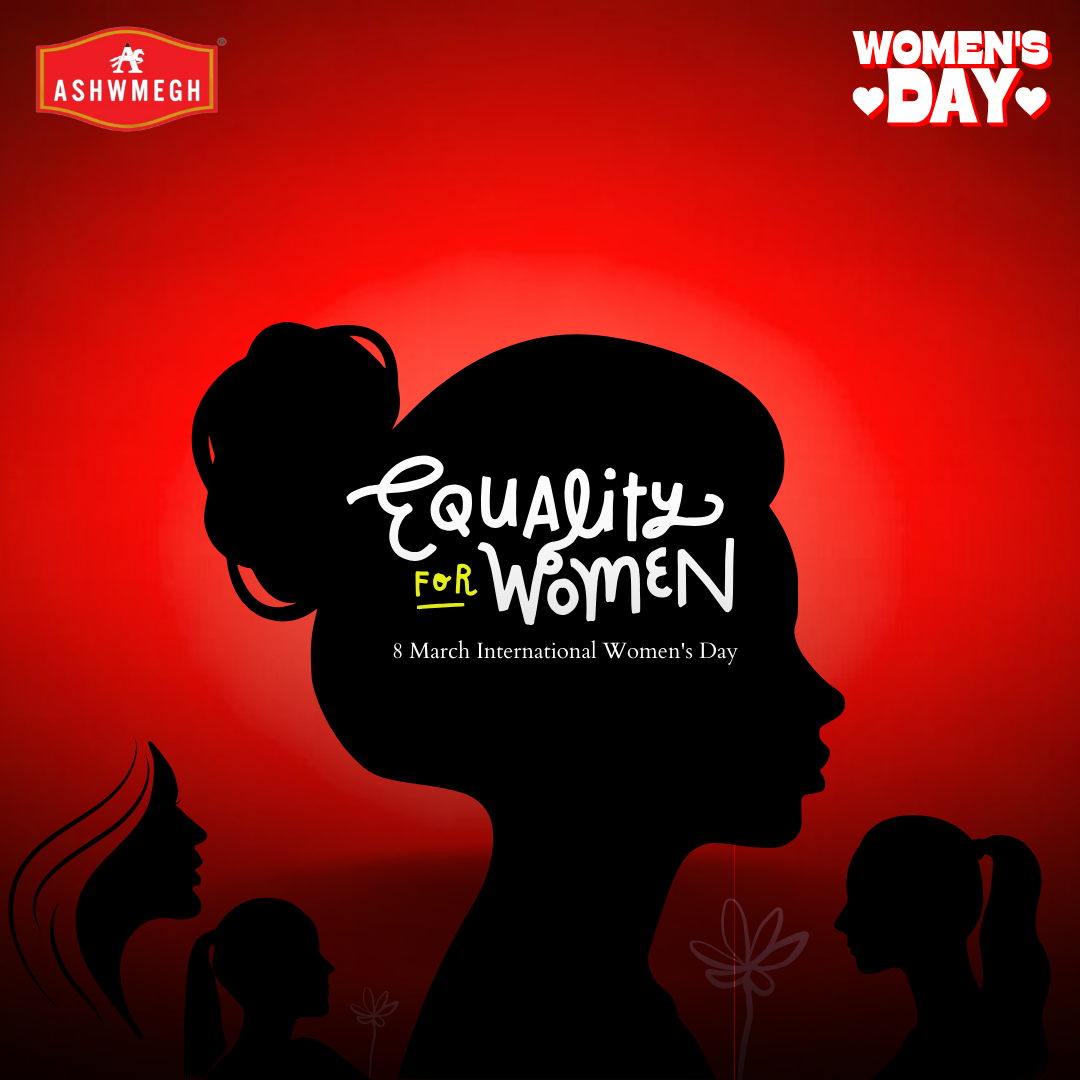 ASHWMEGH
®
WOMEN'S
DAY
EQUAlity
FOR WOMEN
8 March International Women's Day